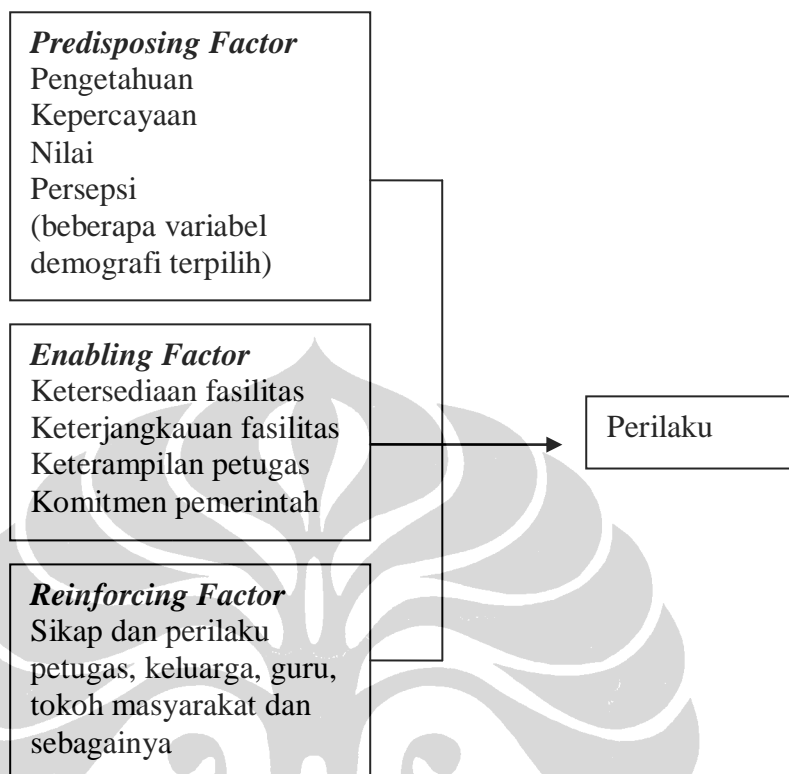 Predisposing Factor
Pengetahuan
Kepercayaan
Nilai
Persepsi
(beberapa variabel
demografi terpilih)
Enabling Factor
Ketersediaan fasilitas
Keterjangkauan fasilitas
Keterampilan petugas
Komitmen pemerintah
Perilaku
Reinforcing Factor
Sikap dan perilaku
petugas, keluarga, guru,
tokoh masyarakat dan
sebagainya